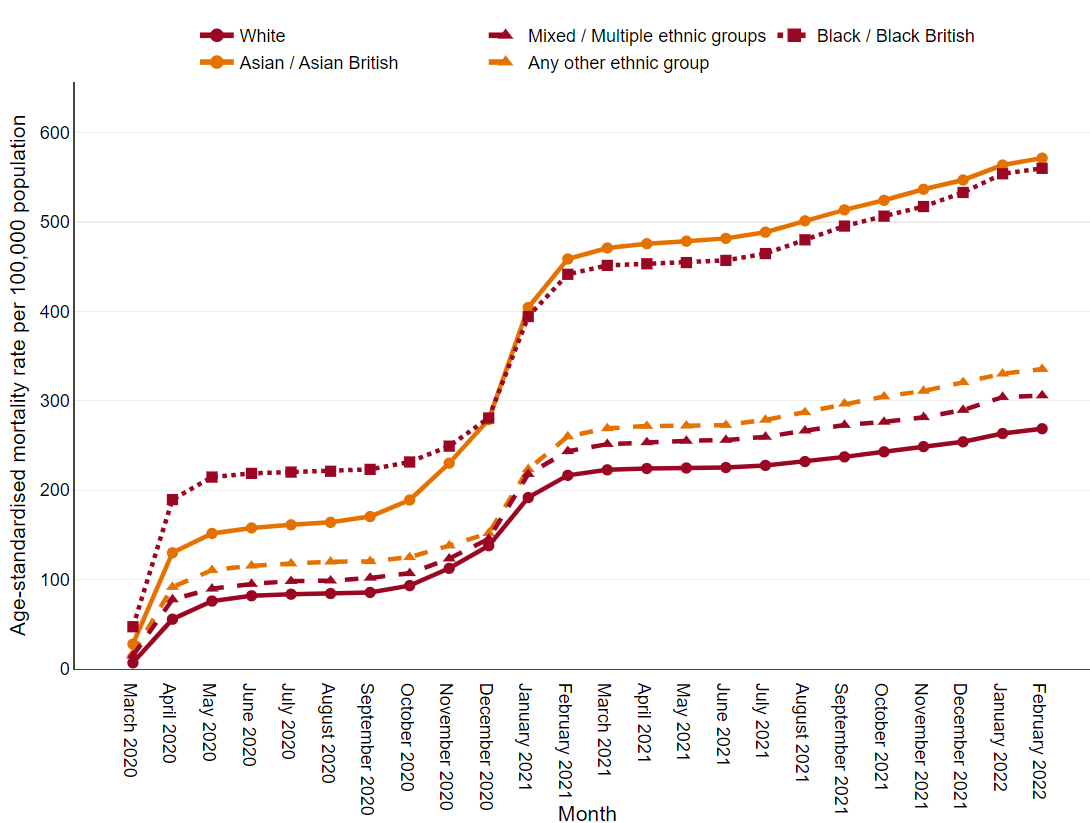 White
Mixed / Multiple ethnic groups
Black / Black British
Asian / Asian British
Any other ethnic group
Age-standardised mortality rate per 100,000 population
600
500
400
300
200
100
0
March 2020
April 2020
May 2020
June 2020
July 2020
August 2020
September 2020
October 2020
November 2020
December 2020
January 2021
February 2021
March 2021
April 2021
May 2021
June 2021
July 2021
August 2021
September 2021
October 2021
November 2021
December 2021
January 2022
February 2022
Month